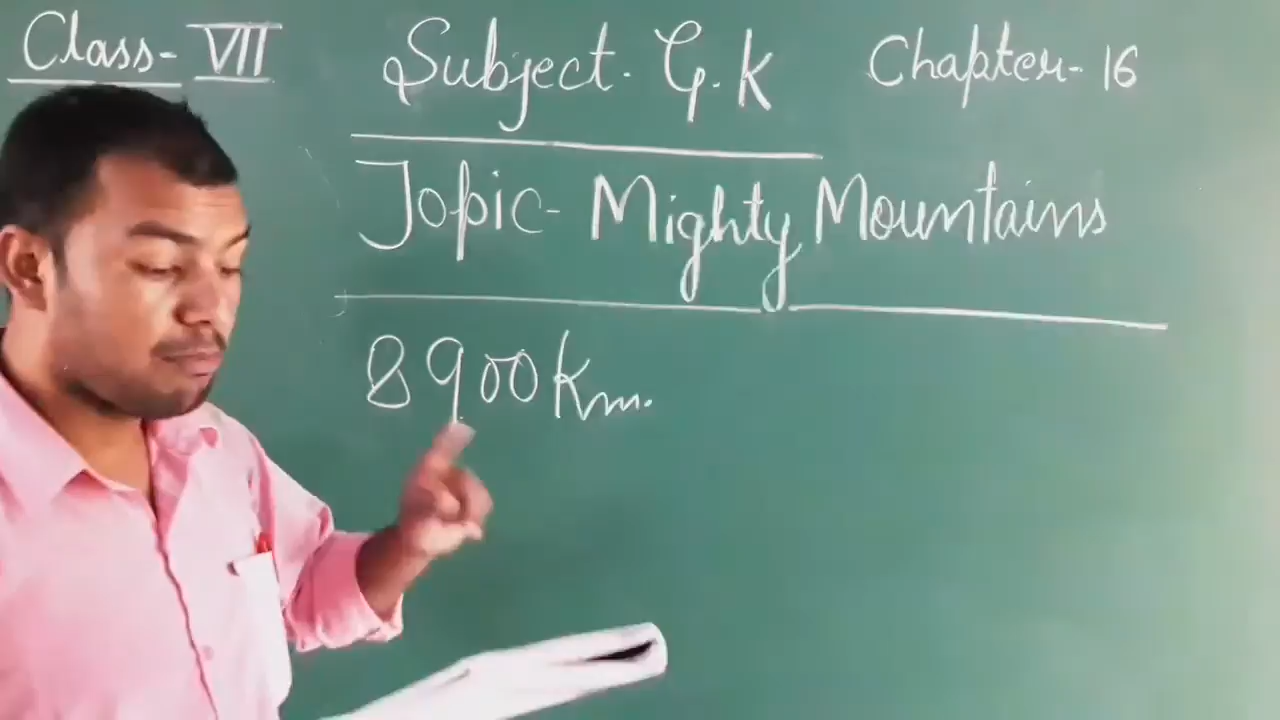 Class- VII Subject. G.K Chapter- 16
Topic- Mighty Mountains
8900 Km.